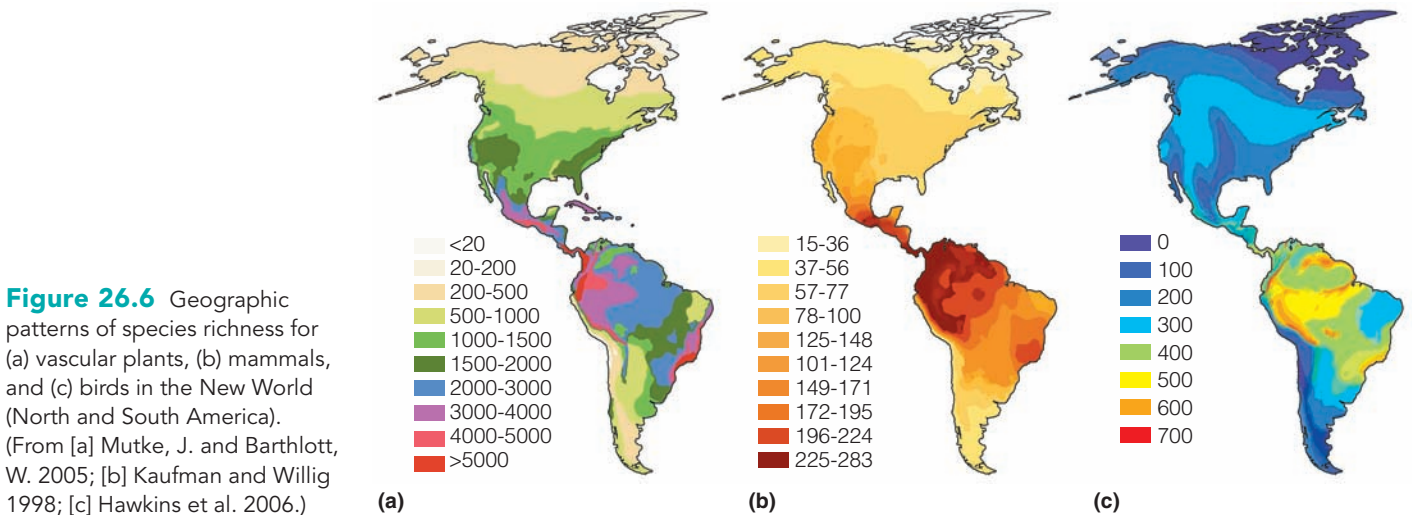 Figure 26.6 Geographic
patterns of species richness for
(a) vascular plants, (b) mammals,
and (c) birds in the New World
(North and South America).
(From [a] Mutke, J. and Barthlott,
W. 2005; [b] Kaufman and Willig
1998; [c] Hawkins et al. 2006.)
<20
20-200
200-500
500-1000
1000-1500
1500-2000
2000-3000
3000-4000
4000-5000
>5000
(a)
15-36
37-56
57-77
78-100
125-148
101-124
149-171
172-195
196-224
225-283
(b)
0
100
200
300
400
500
600
700
(c)